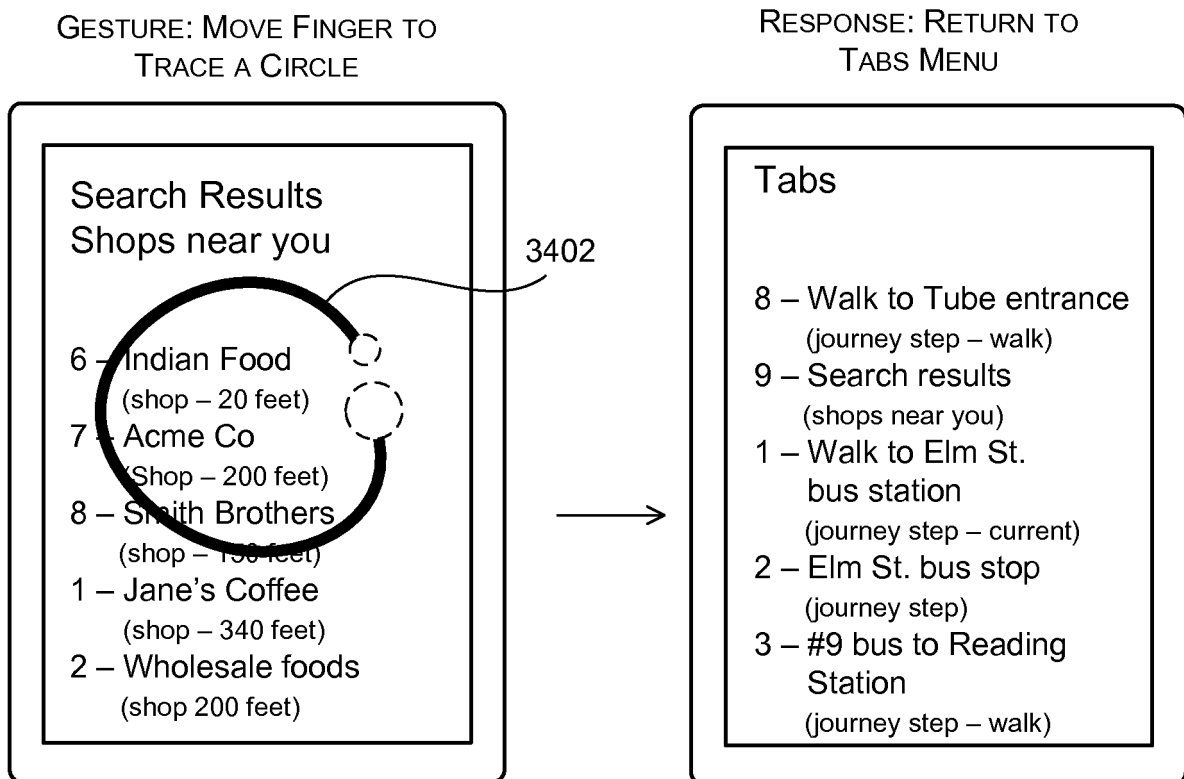 GESTURE: MOVE FINGER TO
TRACE A CIRCLE
Search Results
Shops near you
3402
6 – Indian Food
(shop – 20 feet)
7 – Acme Co
(Shop – 200 feet)
8 – Smith Brothers
(shop – 150 feet)
1 – Jane's Coffee
(shop – 340 feet)
2 – Wholesale foods
(shop 200 feet)
RESPONSE: RETURN TO
TABS MENU
Tabs
8 – Walk to Tube entrance
(journey step – walk)
9 – Search results
(shops near you)
1 – Walk to Elm St.
bus station
(journey step – current)
2 – Elm St. bus stop
(journey step)
3 – #9 bus to Reading
Station
(journey step – walk)